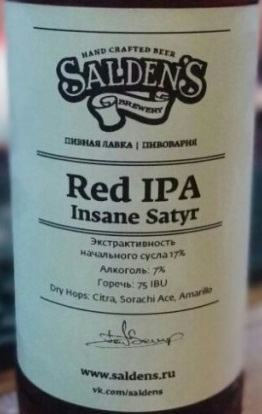 HAND CRAFTED BEER
SALDEN'S
BREWERY
ПИВНАЯ ЛАВКА | ПИВОВАРНЯ
Red IPA
Insane Satyr
Экстрактивность
начального сусла 17%
Алкоголь: 7%
Горечь: 75 IBU
Dry Hops: Citra, Sorachi Ace, Amarillo
www.saldens.ru
vk.com/saldens